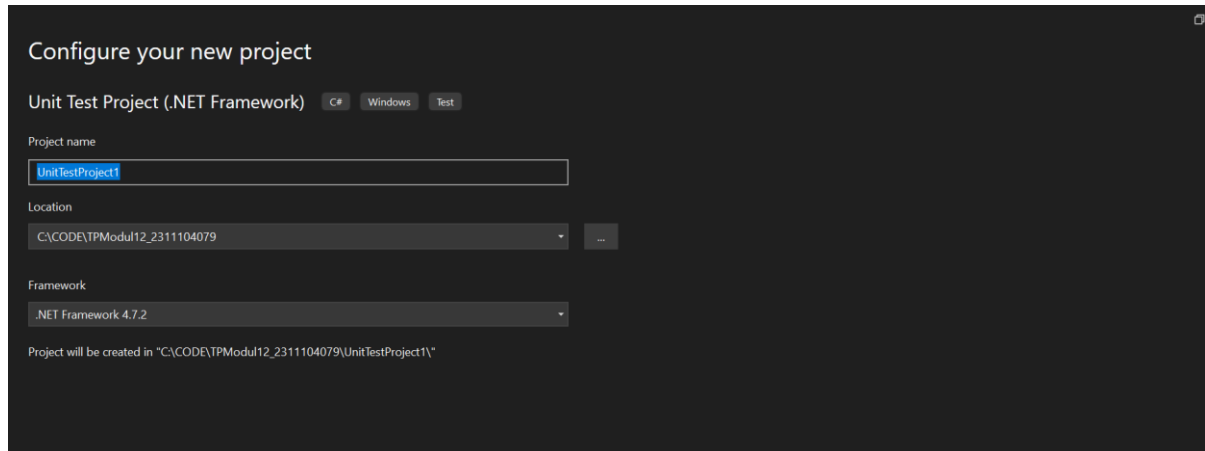 Configure your new project
Unit Test Project (.NET Framework) C# Windows Test
Project name
UnitTestProject1
Location
C:\CODE\TPModul12_2311104079
...
Framework
.NET Framework 4.7.2
Project will be created in "C:\CODE\TPModul12_2311104079\UnitTestProject1\"